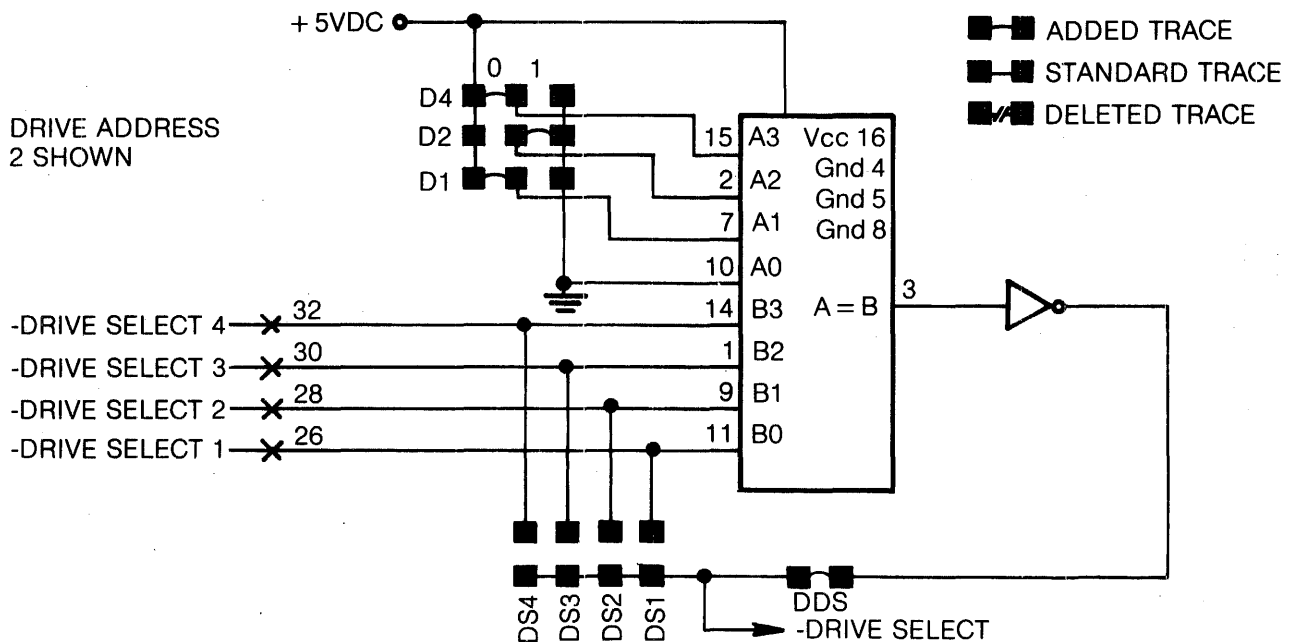 + 5VDC
ADDED TRACE
STANDARD TRACE
DELETED TRACE
0 1
D4
D2
D1
DRIVE ADDRESS
2 SHOWN
15 A3 Vcc 16
Gnd 4
2 A2 Gnd 5
7 A1 Gnd 8
10 A0
14 B3 A = B 3
1 B2
9 B1
11 B0
-DRIVE SELECT 4 32
-DRIVE SELECT 3 30
-DRIVE SELECT 2 28
-DRIVE SELECT 1 26
DS4 DS3 DS2 DS1
DDS
-DRIVE SELECT